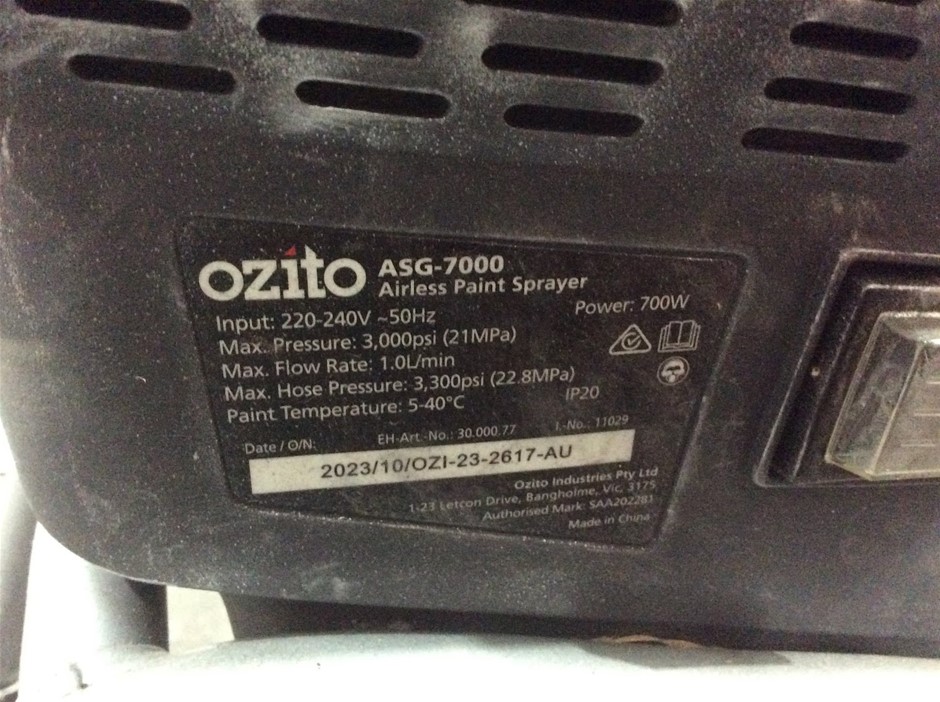 ozito
ASG-7000
Airless Paint Sprayer
Input: 220-240V ~50Hz
Power: 700W
Max. Pressure: 3,000psi (21MPa)
Max. Flow Rate: 1.0L/min
Max. Hose Pressure: 3,300psi (22.8MPa)
Paint Temperature: 5-40°C
IP20
Date / O/N:
EH-Art.-No.: 30.000.77
I.-No.: 11029
2023/10/OZI-23-2617-AU
Ozito Industries Pty Ltd
1-23 Letcon Drive, Bangholme, Vic, 3175
Authorised Mark: SAA202281
Made in China